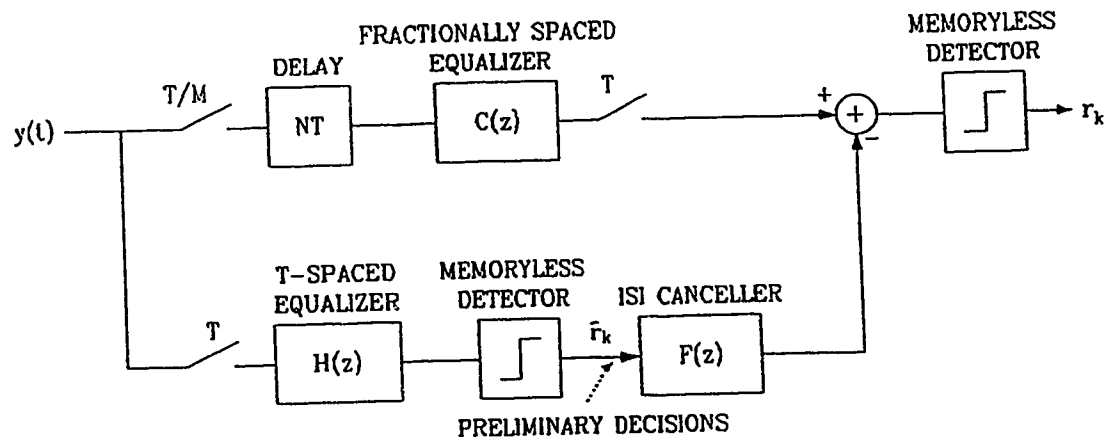 FRACTIONALLY SPACED
EQUALIZER
MEMORYLESS
DETECTOR
DELAY
T/M
T
y(t)
NT
C(z)
+
+
-
r_k
T-SPACED
EQUALIZER
MEMORYLESS
DETECTOR
ISI CANCELLER
T
H(z)
r̄_k
F(z)
PRELIMINARY DECISIONS